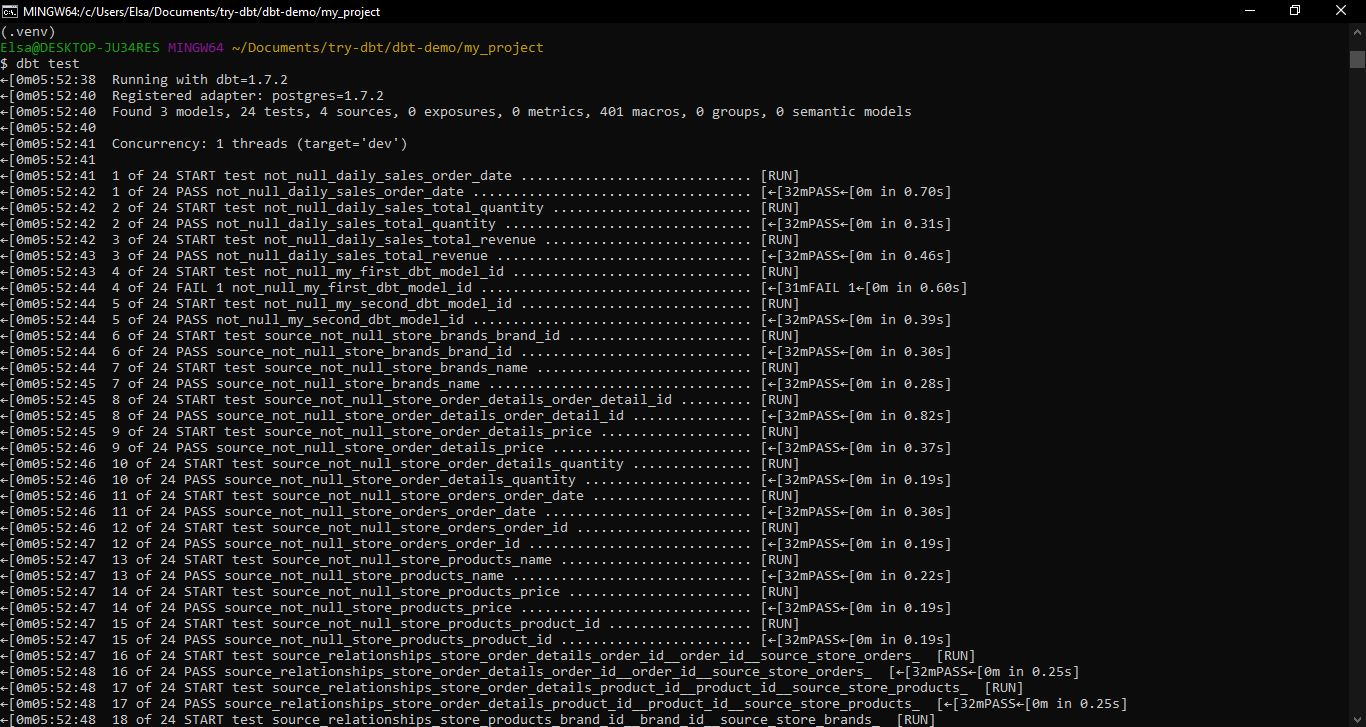 MINGW64:/c/Users/Elsa/Documents/try-dbt/dbt-demo/my_project
(.venv)
Elsa@DESKTOP-JU34RES MINGW64 ~/Documents/try-dbt/dbt-demo/my_project
$ dbt test
←[0m05:52:38  Running with dbt=1.7.2
←[0m05:52:40  Registered adapter: postgres=1.7.2
←[0m05:52:40  Found 3 models, 24 tests, 4 sources, 0 exposures, 0 metrics, 401 macros, 0 groups, 0 semantic models
←[0m05:52:40
←[0m05:52:41  Concurrency: 1 threads (target='dev')
←[0m05:52:41
←[0m05:52:41  1 of 24 START test not_null_daily_sales_order_date ............................. [RUN]
←[0m05:52:42  1 of 24 PASS not_null_daily_sales_order_date ................................... [←[32mPASS←[0m in 0.70s]
←[0m05:52:42  2 of 24 START test not_null_daily_sales_total_quantity ......................... [RUN]
←[0m05:52:42  2 of 24 PASS not_null_daily_sales_total_quantity ............................... [←[32mPASS←[0m in 0.31s]
←[0m05:52:42  3 of 24 START test not_null_daily_sales_total_revenue .......................... [RUN]
←[0m05:52:43  3 of 24 PASS not_null_daily_sales_total_revenue ................................ [←[32mPASS←[0m in 0.46s]
←[0m05:52:43  4 of 24 START test not_null_my_first_dbt_model_id .............................. [RUN]
←[0m05:52:44  4 of 24 FAIL 1 not_null_my_first_dbt_model_id .................................. [←[31mFAIL 1←[0m in 0.60s]
←[0m05:52:44  5 of 24 START test not_null_my_second_dbt_model_id ............................. [RUN]
←[0m05:52:44  5 of 24 PASS not_null_my_second_dbt_model_id ................................... [←[32mPASS←[0m in 0.39s]
←[0m05:52:44  6 of 24 START test source_not_null_store_brands_brand_id ....................... [RUN]
←[0m05:52:44  6 of 24 PASS source_not_null_store_brands_brand_id ............................. [←[32mPASS←[0m in 0.30s]
←[0m05:52:44  7 of 24 START test source_not_null_store_brands_name ........................... [RUN]
←[0m05:52:45  7 of 24 PASS source_not_null_store_brands_name ................................. [←[32mPASS←[0m in 0.28s]
←[0m05:52:45  8 of 24 START test source_not_null_store_order_details_order_detail_id ......... [RUN]
←[0m05:52:45  8 of 24 PASS source_not_null_store_order_details_order_detail_id ............... [←[32mPASS←[0m in 0.82s]
←[0m05:52:45  9 of 24 START test source_not_null_store_order_details_price ................... [RUN]
←[0m05:52:46  9 of 24 PASS source_not_null_store_order_details_price ......................... [←[32mPASS←[0m in 0.37s]
←[0m05:52:46  10 of 24 START test source_not_null_store_order_details_quantity ............... [RUN]
←[0m05:52:46  10 of 24 PASS source_not_null_store_order_details_quantity ..................... [←[32mPASS←[0m in 0.19s]
←[0m05:52:46  11 of 24 START test source_not_null_store_orders_order_date .................... [RUN]
←[0m05:52:46  11 of 24 PASS source_not_null_store_orders_order_date .......................... [←[32mPASS←[0m in 0.30s]
←[0m05:52:46  12 of 24 START test source_not_null_store_orders_order_id ...................... [RUN]
←[0m05:52:47  12 of 24 PASS source_not_null_store_orders_order_id ............................ [←[32mPASS←[0m in 0.19s]
←[0m05:52:47  13 of 24 START test source_not_null_store_products_name ........................ [RUN]
←[0m05:52:47  13 of 24 PASS source_not_null_store_products_name .............................. [←[32mPASS←[0m in 0.22s]
←[0m05:52:47  14 of 24 START test source_not_null_store_products_price ....................... [RUN]
←[0m05:52:47  14 of 24 PASS source_not_null_store_products_price ............................. [←[32mPASS←[0m in 0.19s]
←[0m05:52:47  15 of 24 START test source_not_null_store_products_product_id .................. [RUN]
←[0m05:52:47  15 of 24 PASS source_not_null_store_products_product_id ........................ [←[32mPASS←[0m in 0.19s]
←[0m05:52:47  16 of 24 START test source_relationships_store_order_details_order_id__order_id__source_store_orders_  [RUN]
←[0m05:52:48  16 of 24 PASS source_relationships_store_order_details_order_id__order_id__source_store_orders_  [←[32mPASS←[0m in 0.25s]
←[0m05:52:48  17 of 24 START test source_relationships_store_order_details_product_id__product_id__source_store_products_  [RUN]
←[0m05:52:48  17 of 24 PASS source_relationships_store_order_details_product_id__product_id__source_store_products_  [←[32mPASS←[0m in 0.25s]
←[0m05:52:48  18 of 24 START test source_relationships_store_products_brand_id__brand_id__source_store_brands_  [RUN]